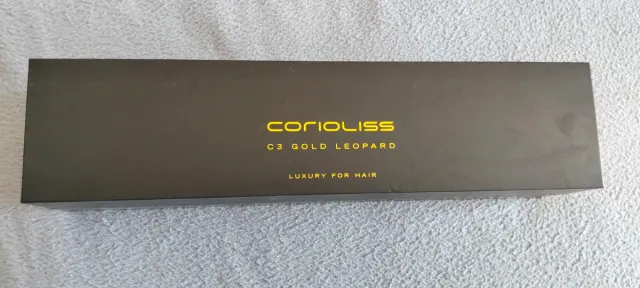 CORIOLISS
C3 GOLD LEOPARD
LUXURY FOR HAIR